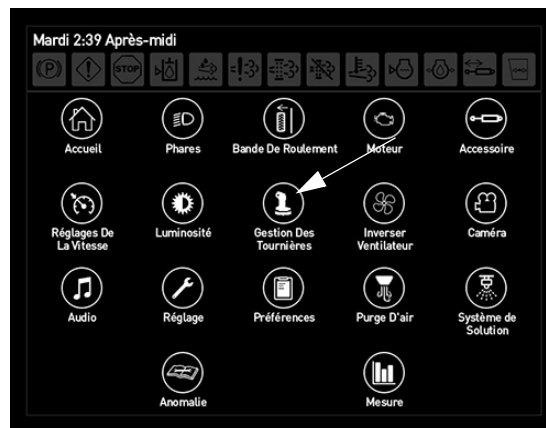 Mardi 2:39 Après-midi
(P) STOP
Accueil Phares Bande De Roulement Moteur Accessoire
Réglages De Luminosité Gestion Des Inverser Caméra
La Vitesse Tournières Ventilateur
Audio Réglage Préférences Purge D'air Système de
Solution
Anomalie Mesure